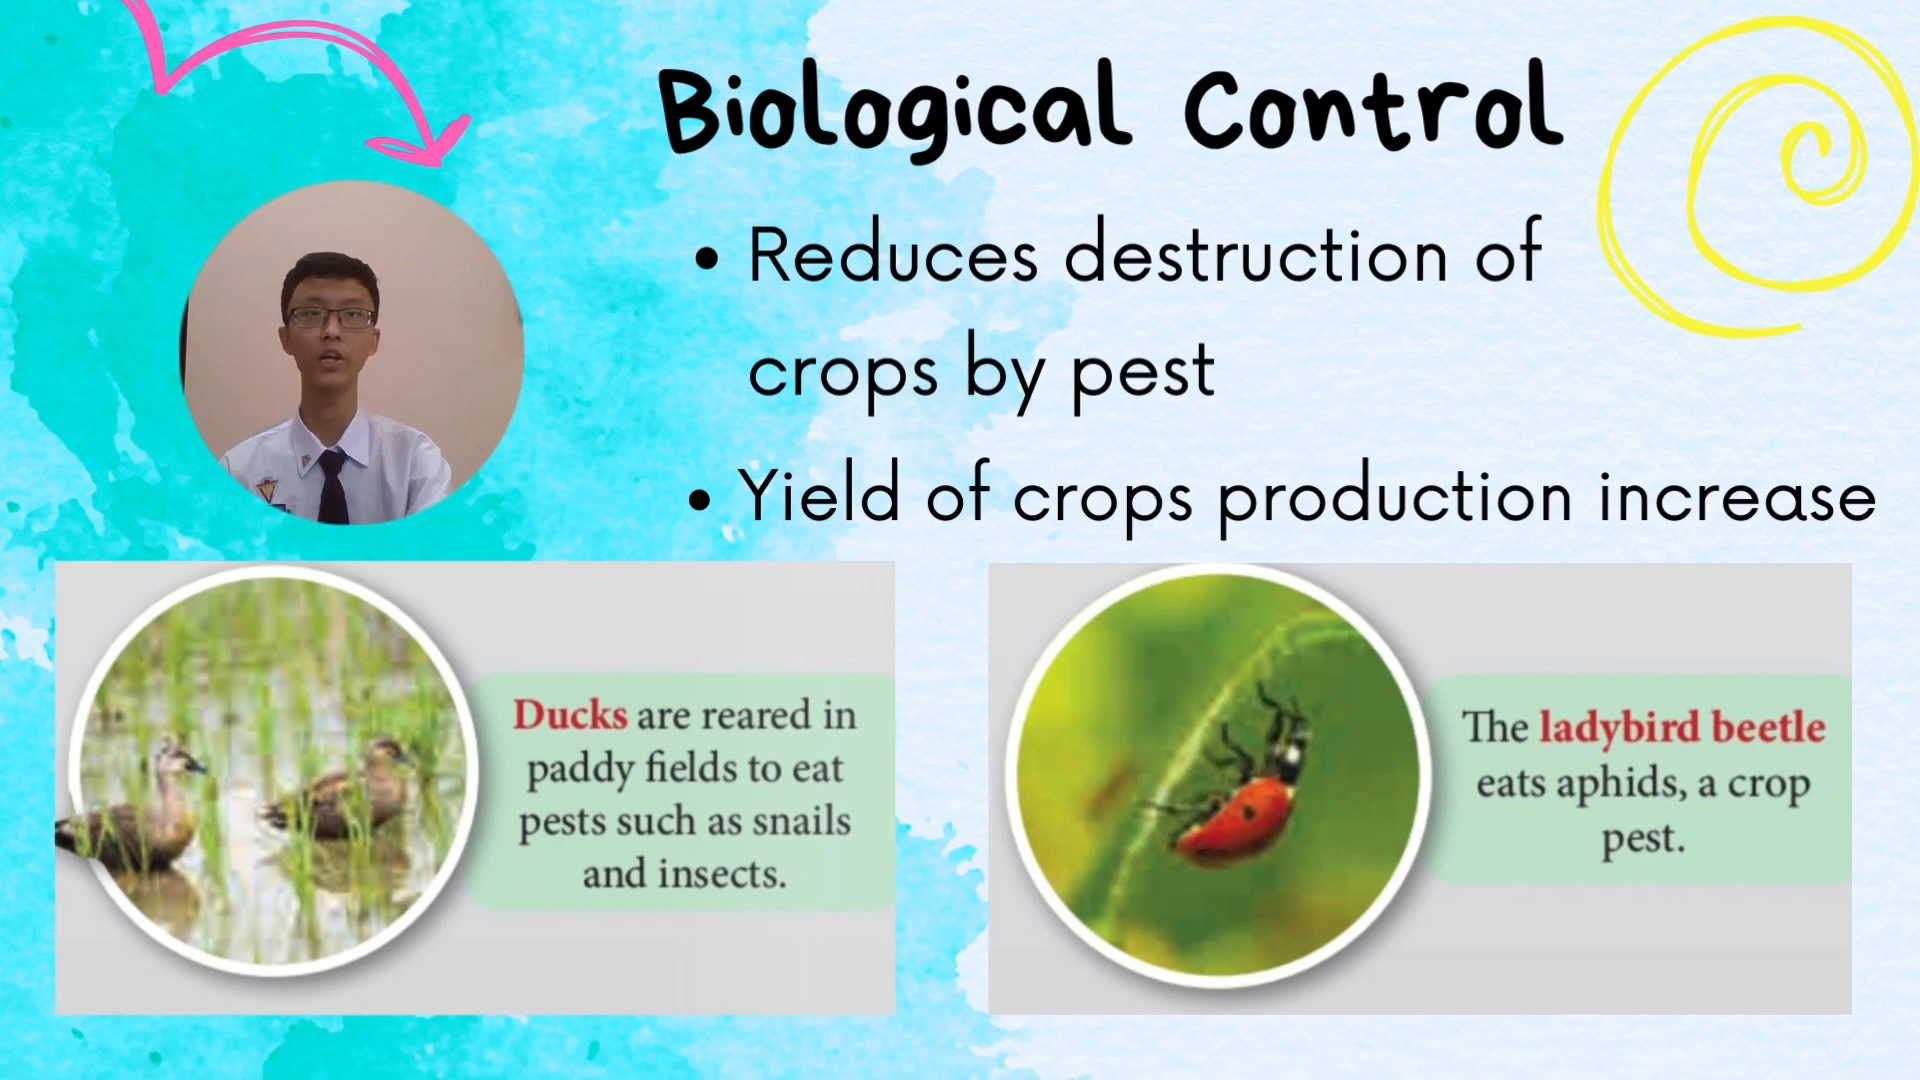 Biological Control
• Reduces destruction of
crops by pest
• Yield of crops production increase
Ducks are reared in
paddy fields to eat
pests such as snails
and insects.
The ladybird beetle
eats aphids, a crop
pest.